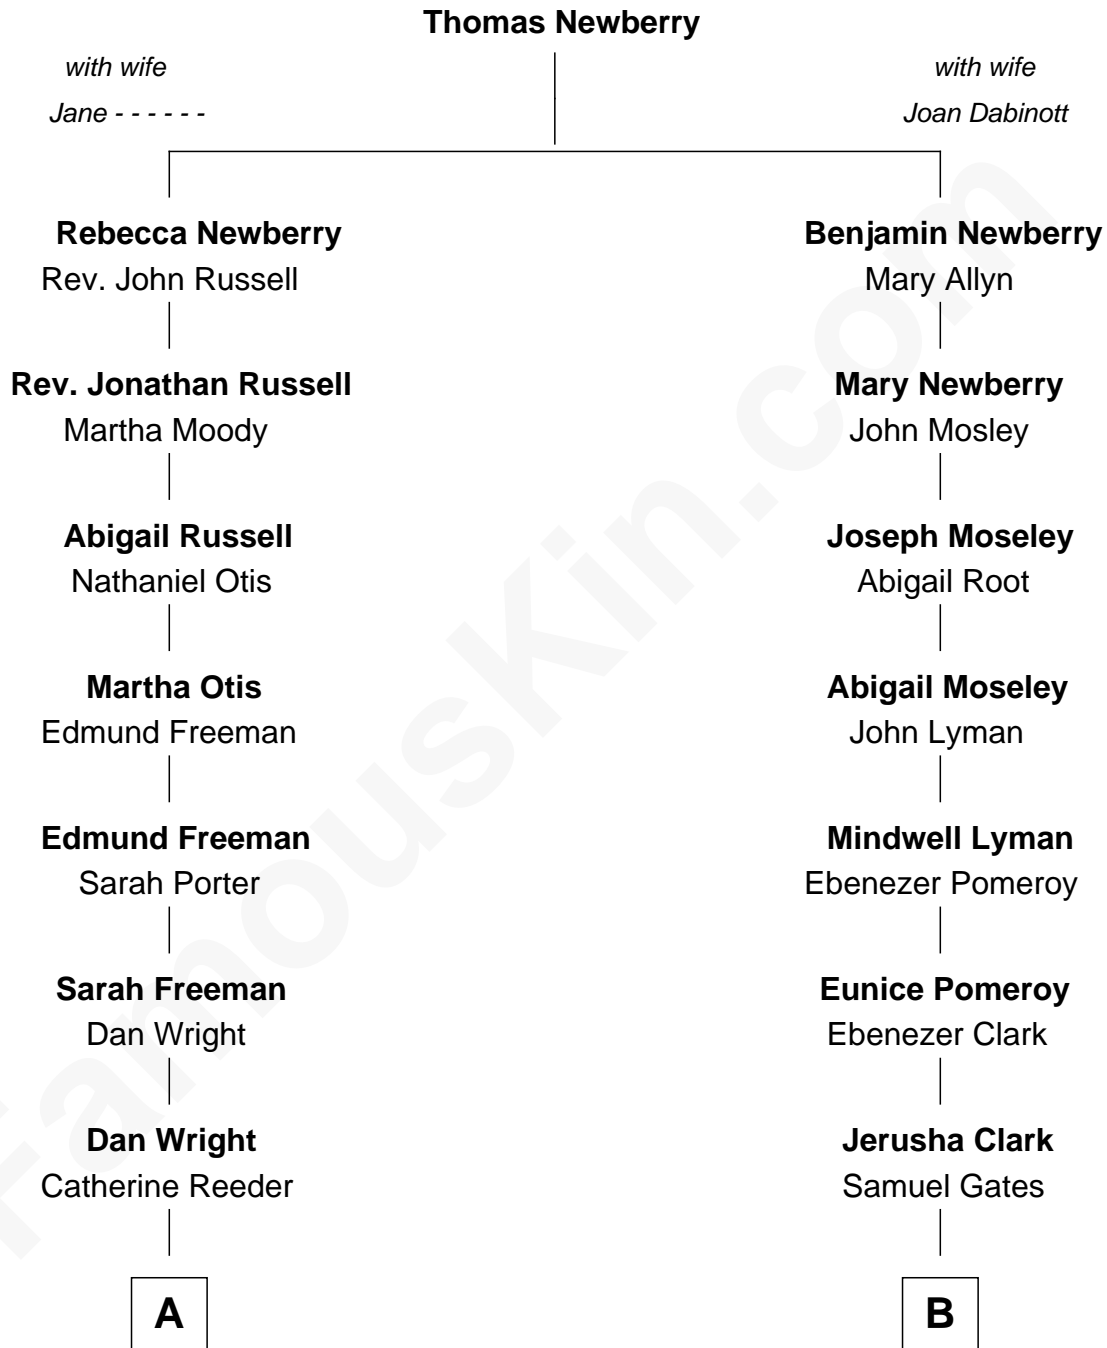 Thomas Newberry
with wife
Jane - - - - - -
with wife
Joan Dabinott
Rebecca Newberry
Rev. John Russell
Benjamin Newberry
Mary Allyn
Rev. Jonathan Russell
Martha Moody
Mary Newberry
John Mosley
Abigail Russell
Nathaniel Otis
Joseph Moseley
Abigail Root
Martha Otis
Edmund Freeman
Abigail Moseley
John Lyman
Edmund Freeman
Sarah Porter
Mindwell Lyman
Ebenezer Pomeroy
Sarah Freeman
Dan Wright
Eunice Pomeroy
Ebenezer Clark
Dan Wright
Catherine Reeder
Jerusha Clark
Samuel Gates
A
B
FamousKin.com